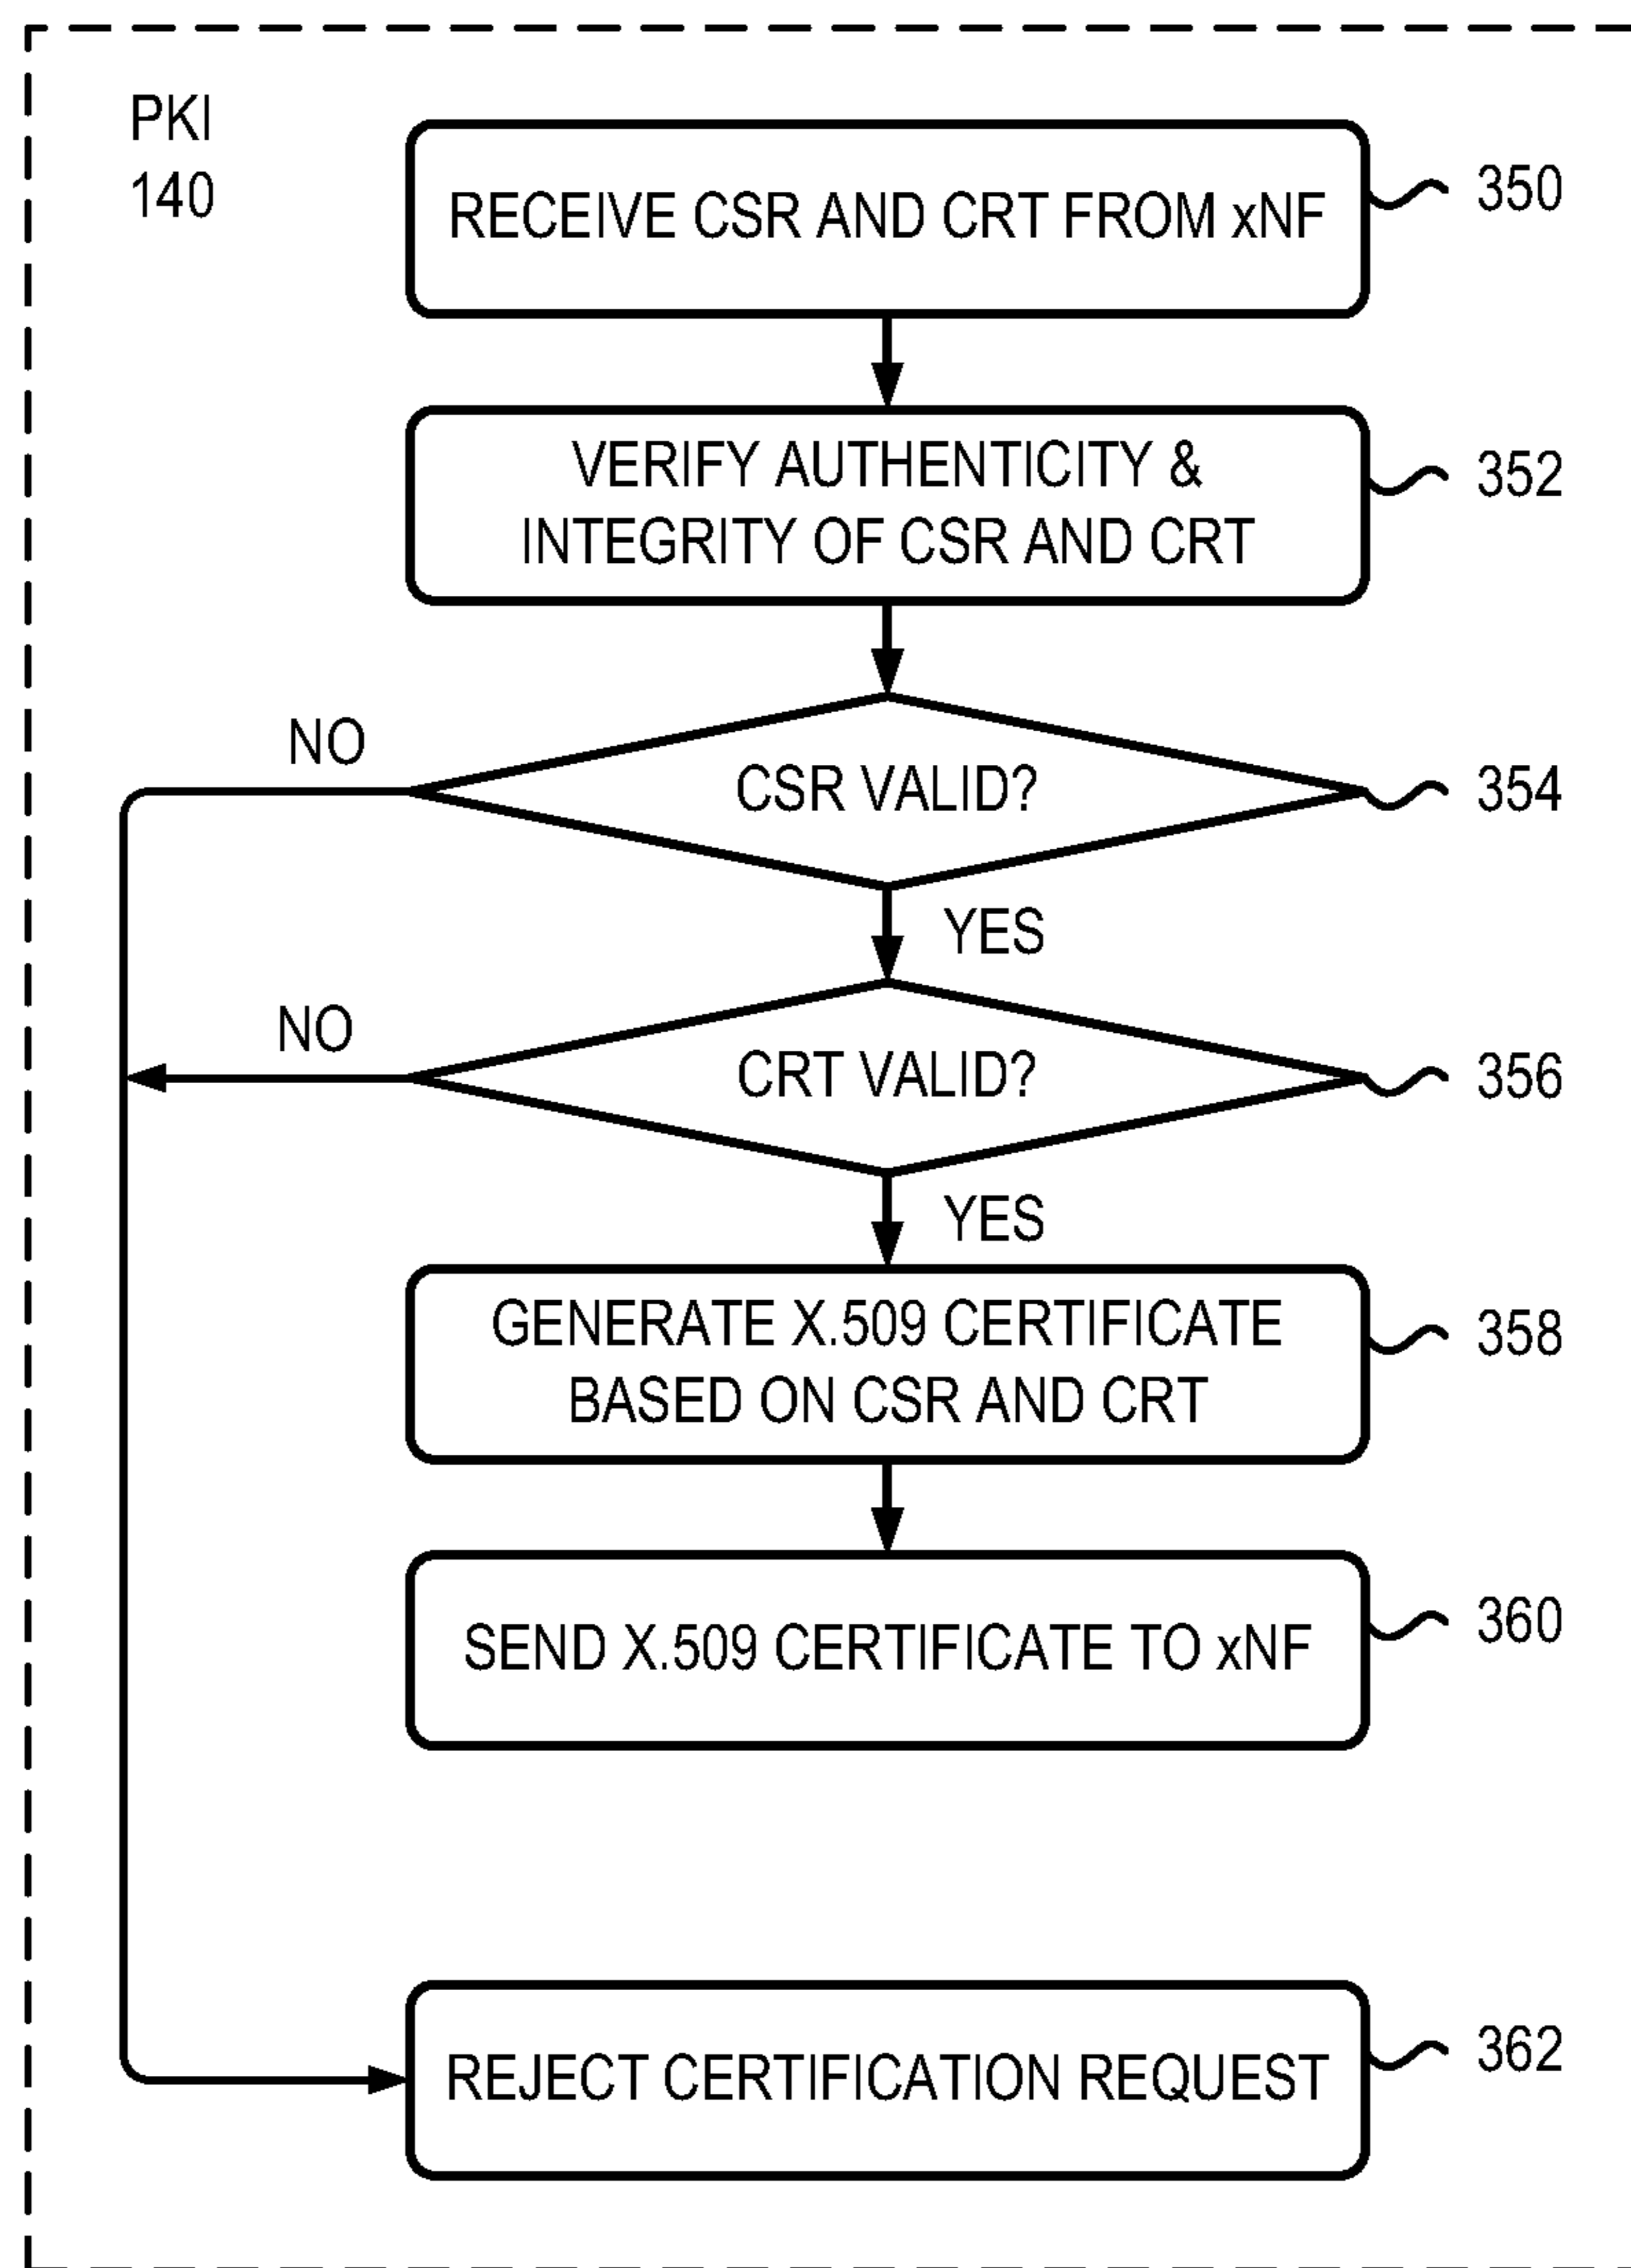 PKI
140
RECEIVE CSR AND CRT FROM xNF
350
VERIFY AUTHENTICITY &
INTEGRITY OF CSR AND CRT
352
NO
CSR VALID?
354
YES
NO
CRT VALID?
356
YES
GENERATE X.509 CERTIFICATE
BASED ON CSR AND CRT
358
SEND X.509 CERTIFICATE TO xNF
360
REJECT CERTIFICATION REQUEST
362